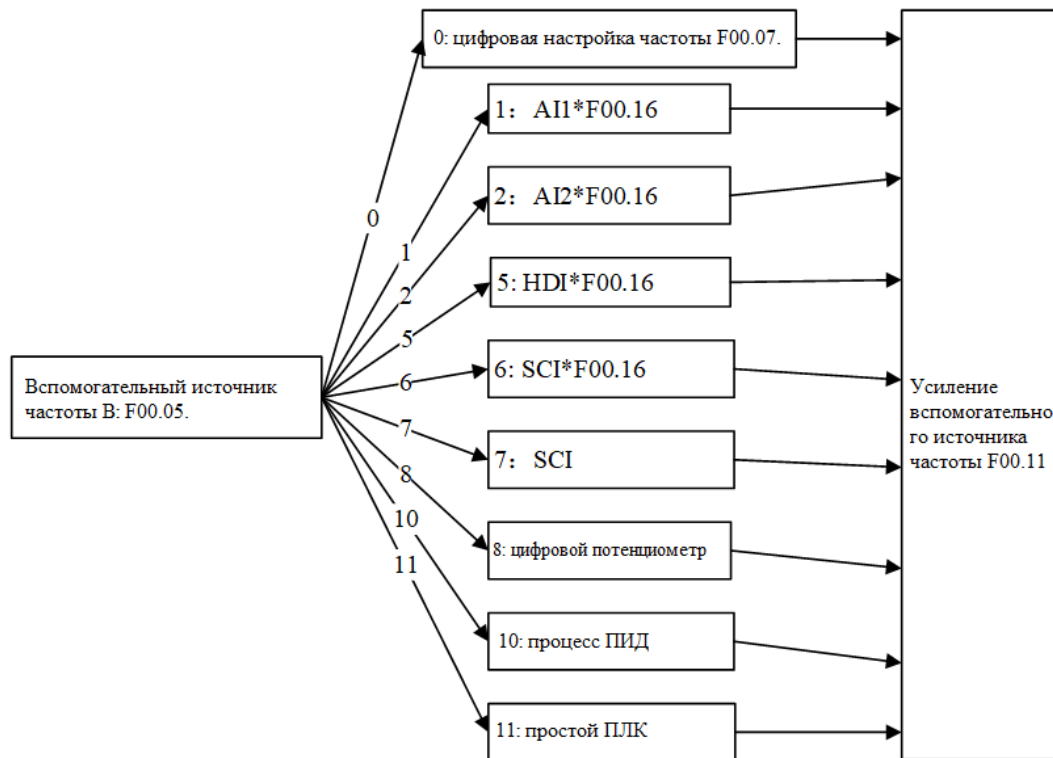 0: цифровая настройка частоты F00.07.
1: AI1*F00.16
2: AI2*F00.16
0
1
5: HDI*F00.16
2
5
Вспомогательный источник
частоты B: F00.05.
6: SCI*F00.16
6
Усиление
вспомогательно
го источника
частоты F00.11
7
7: SCI
8
10
8: цифровой потенциометр
11
10: процесс ПИД
11: простой ПЛК